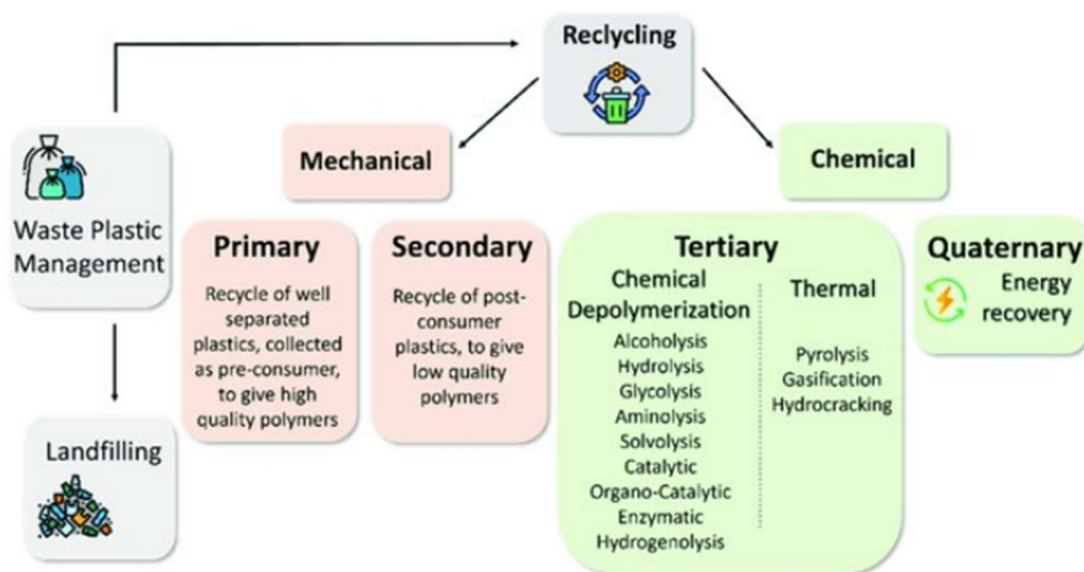 Reclycling
Mechanical
Chemical
Waste Plastic
Management
Landfilling
Primary
Recycle of well
separated
plastics, collected
as pre-consumer,
to give high
quality polymers
Secondary
Recycle of post-
consumer
plastics, to give
low quality
polymers
Tertiary
Chemical
Depolymerization
Alcoholysis
Hydrolysis
Glycolysis
Aminolysis
Solvolysis
Catalytic
Organo-Catalytic
Enzymatic
Hydrogenolysis
Thermal
Pyrolysis
Gasification
Hydrocracking
Quaternary
Energy
recovery